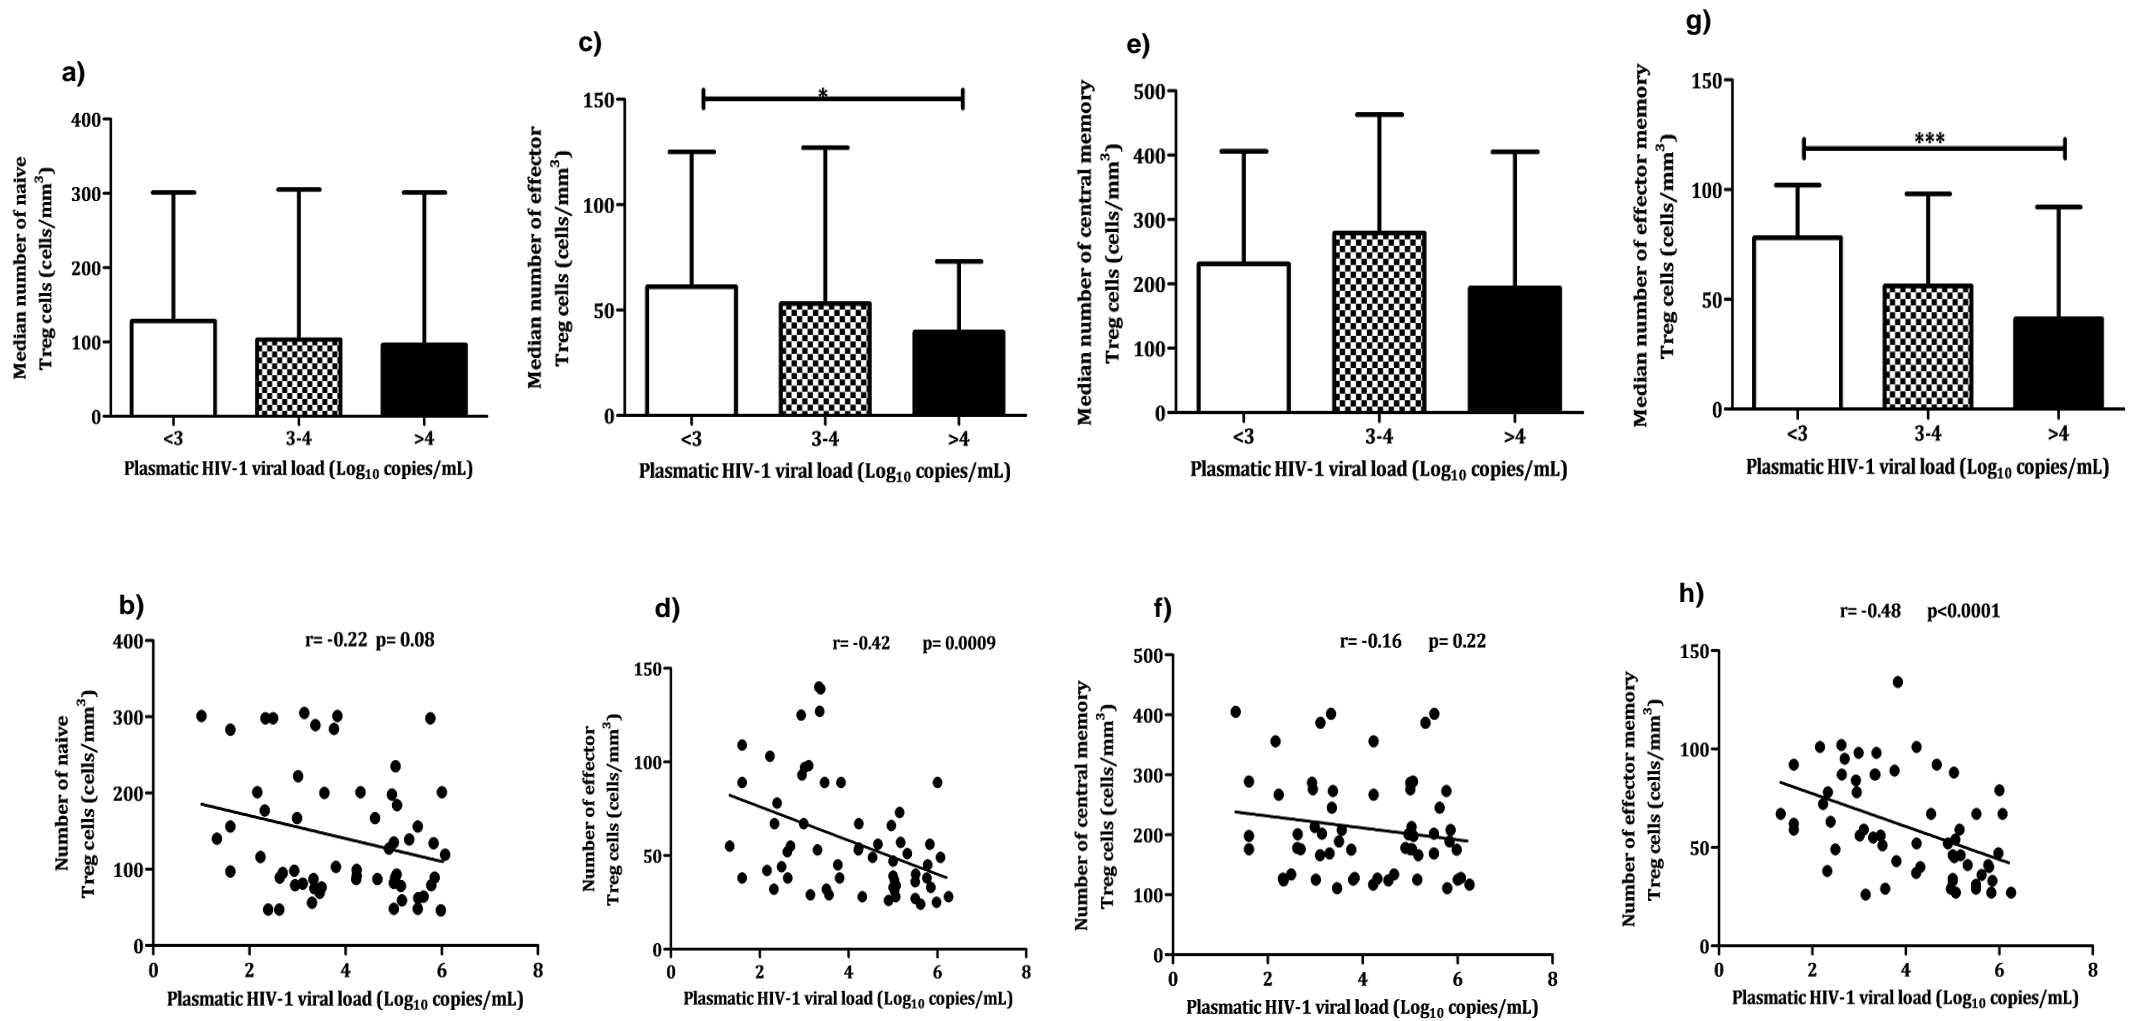 a)
Median number of naive
Treg cells (cells/mm³)
400
300
200
100
0
<3
3-4
>4
Plasmatic HIV-1 viral load (Log₁₀ copies/mL)
c)
Median number of effector
Treg cells (cells/mm³)
150
100
50
0
*
<3
3-4
>4
Plasmatic HIV-1 viral load (Log₁₀ copies/mL)
e)
Median number of central memory
Treg cells (cells/mm³)
500
400
300
200
100
0
<3
3-4
>4
Plasmatic HIV-1 viral load (Log₁₀ copies/mL)
g)
Median number of effector memory
Treg cells (cells/mm³)
150
100
50
0
***
<3
3-4
>4
Plasmatic HIV-1 viral load (Log₁₀ copies/mL)
b)
r= -0.22 p= 0.08
Number of naive
Treg cells (cells/mm³)
400
300
200
100
0
0 2 4 6 8
Plasmatic HIV-1 viral load (Log₁₀ copies/mL)
d)
r= -0.42 p= 0.0009
Number of effector
Treg cells (cells/mm³)
150
100
50
0
0 2 4 6 8
Plasmatic HIV-1 viral load (Log₁₀ copies/mL)
f)
r= -0.16 p= 0.22
Number of central memory
Treg cells (cells/mm³)
500
400
300
200
100
0
0 2 4 6 8
Plasmatic HIV-1 viral load (Log₁₀ copies/mL)
h)
r= -0.48 p<0.0001
Number of effector memory
Treg cells (cells/mm³)
150
100
50
0
0 2 4 6 8
Plasmatic HIV-1 viral load (Log₁₀ copies/mL)